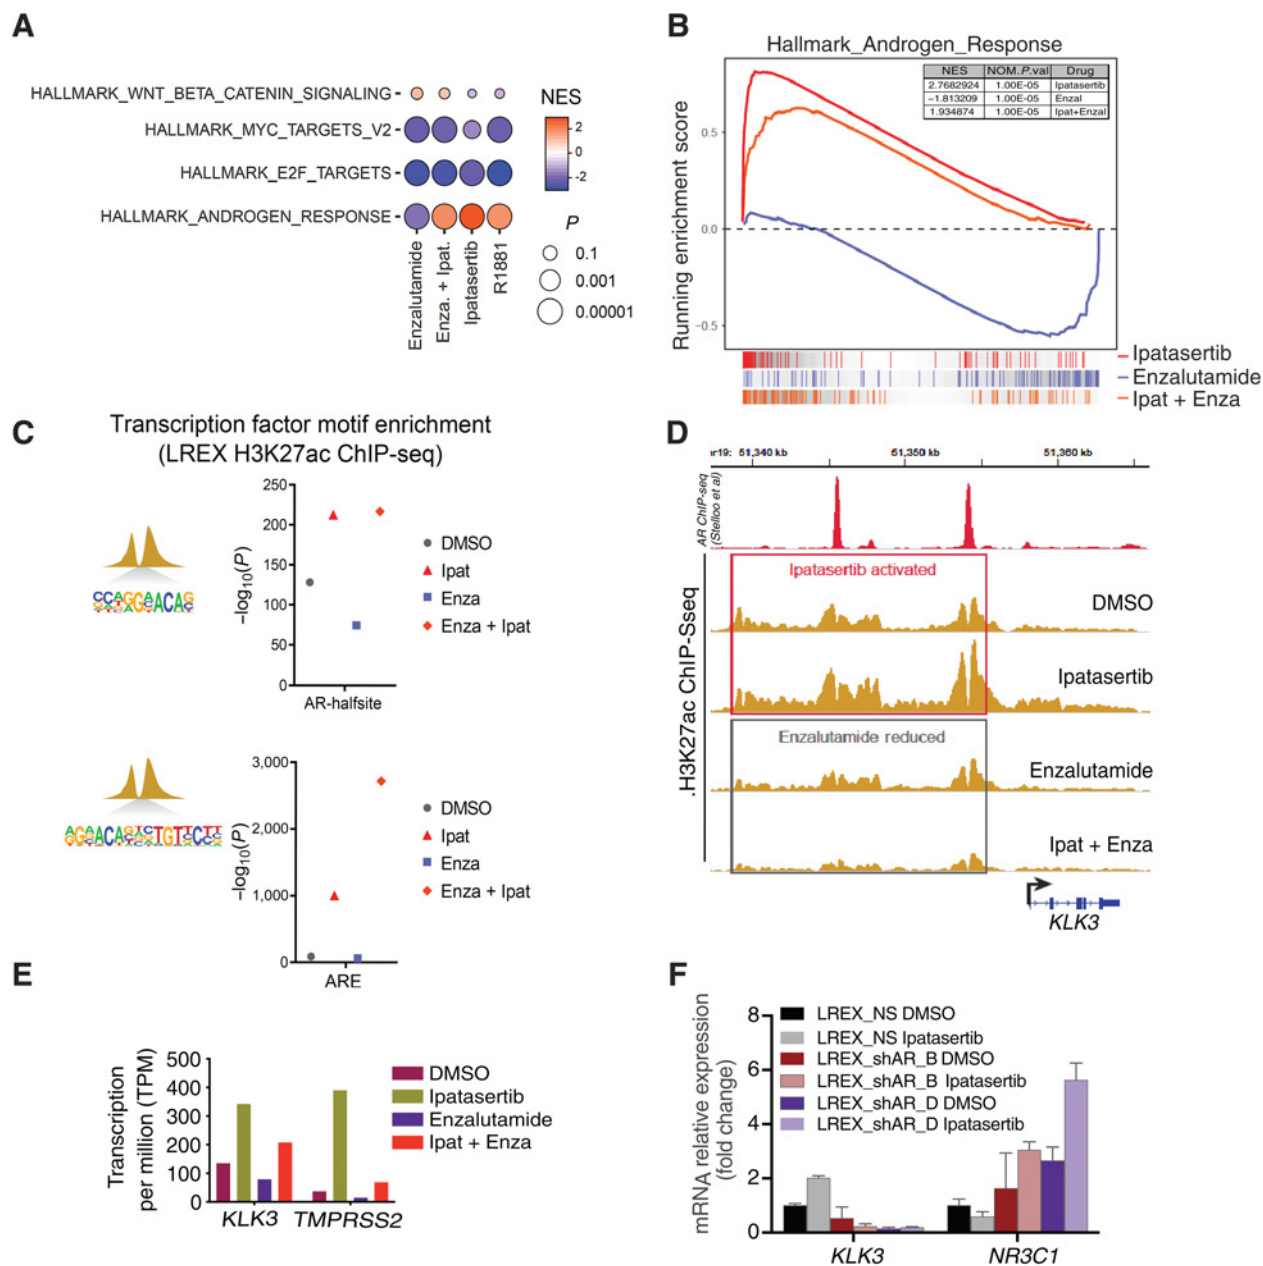 A
HALLMARK_WNT_BETA_CATENIN_SIGNALING
HALLMARK_MYC_TARGETS_V2
HALLMARK_E2F_TARGETS
HALLMARK_ANDROGEN_RESPONSE
Enzalutamide
Enza. + Ipat.
Ipatasertib
R1881
NES
2
0
-2
P
0.1
0.001
0.00001
B
Hallmark_Androgen_Response
NES NOM.P.val Drug
2.7682924 1.00E-05 Ipatasertib
−1.813209 1.00E-05 Enzal
1.934874 1.00E-05 Ipat+Enzal
Running enrichment score
0.5
0.0
−0.5
Ipatasertib
Enzalutamide
Ipat + Enza
C
Transcription factor motif enrichment
(LREX H3K27ac ChIP-seq)
−log10(P)
250
200
150
100
50
0
AR-halfsite
DMSO
Ipat
Enza
Enza + Ipat
−log10(P)
3,000
2,000
1,000
0
ARE
DMSO
Ipat
Enza
Enza + Ipat
D
ır19: 51,340 kb 51,350 kb 51,360 kb
AR ChIP-seq
(Stelloo et al)
.H3K27ac ChIP-Sseq
Ipatasertib activated
DMSO
Ipatasertib
Enzalutamide reduced
Enzalutamide
Ipat + Enza
KLK3
E
Transcription
per million (TPM)
500
400
300
200
100
0
KLK3 TMPRSS2
DMSO
Ipatasertib
Enzalutamide
Ipat + Enza
F
mRNA relative expression
(fold change)
8
6
4
2
0
LREX_NS DMSO
LREX_NS Ipatasertib
LREX_shAR_B DMSO
LREX_shAR_B Ipatasertib
LREX_shAR_D DMSO
LREX_shAR_D Ipatasertib
KLK3 NR3C1